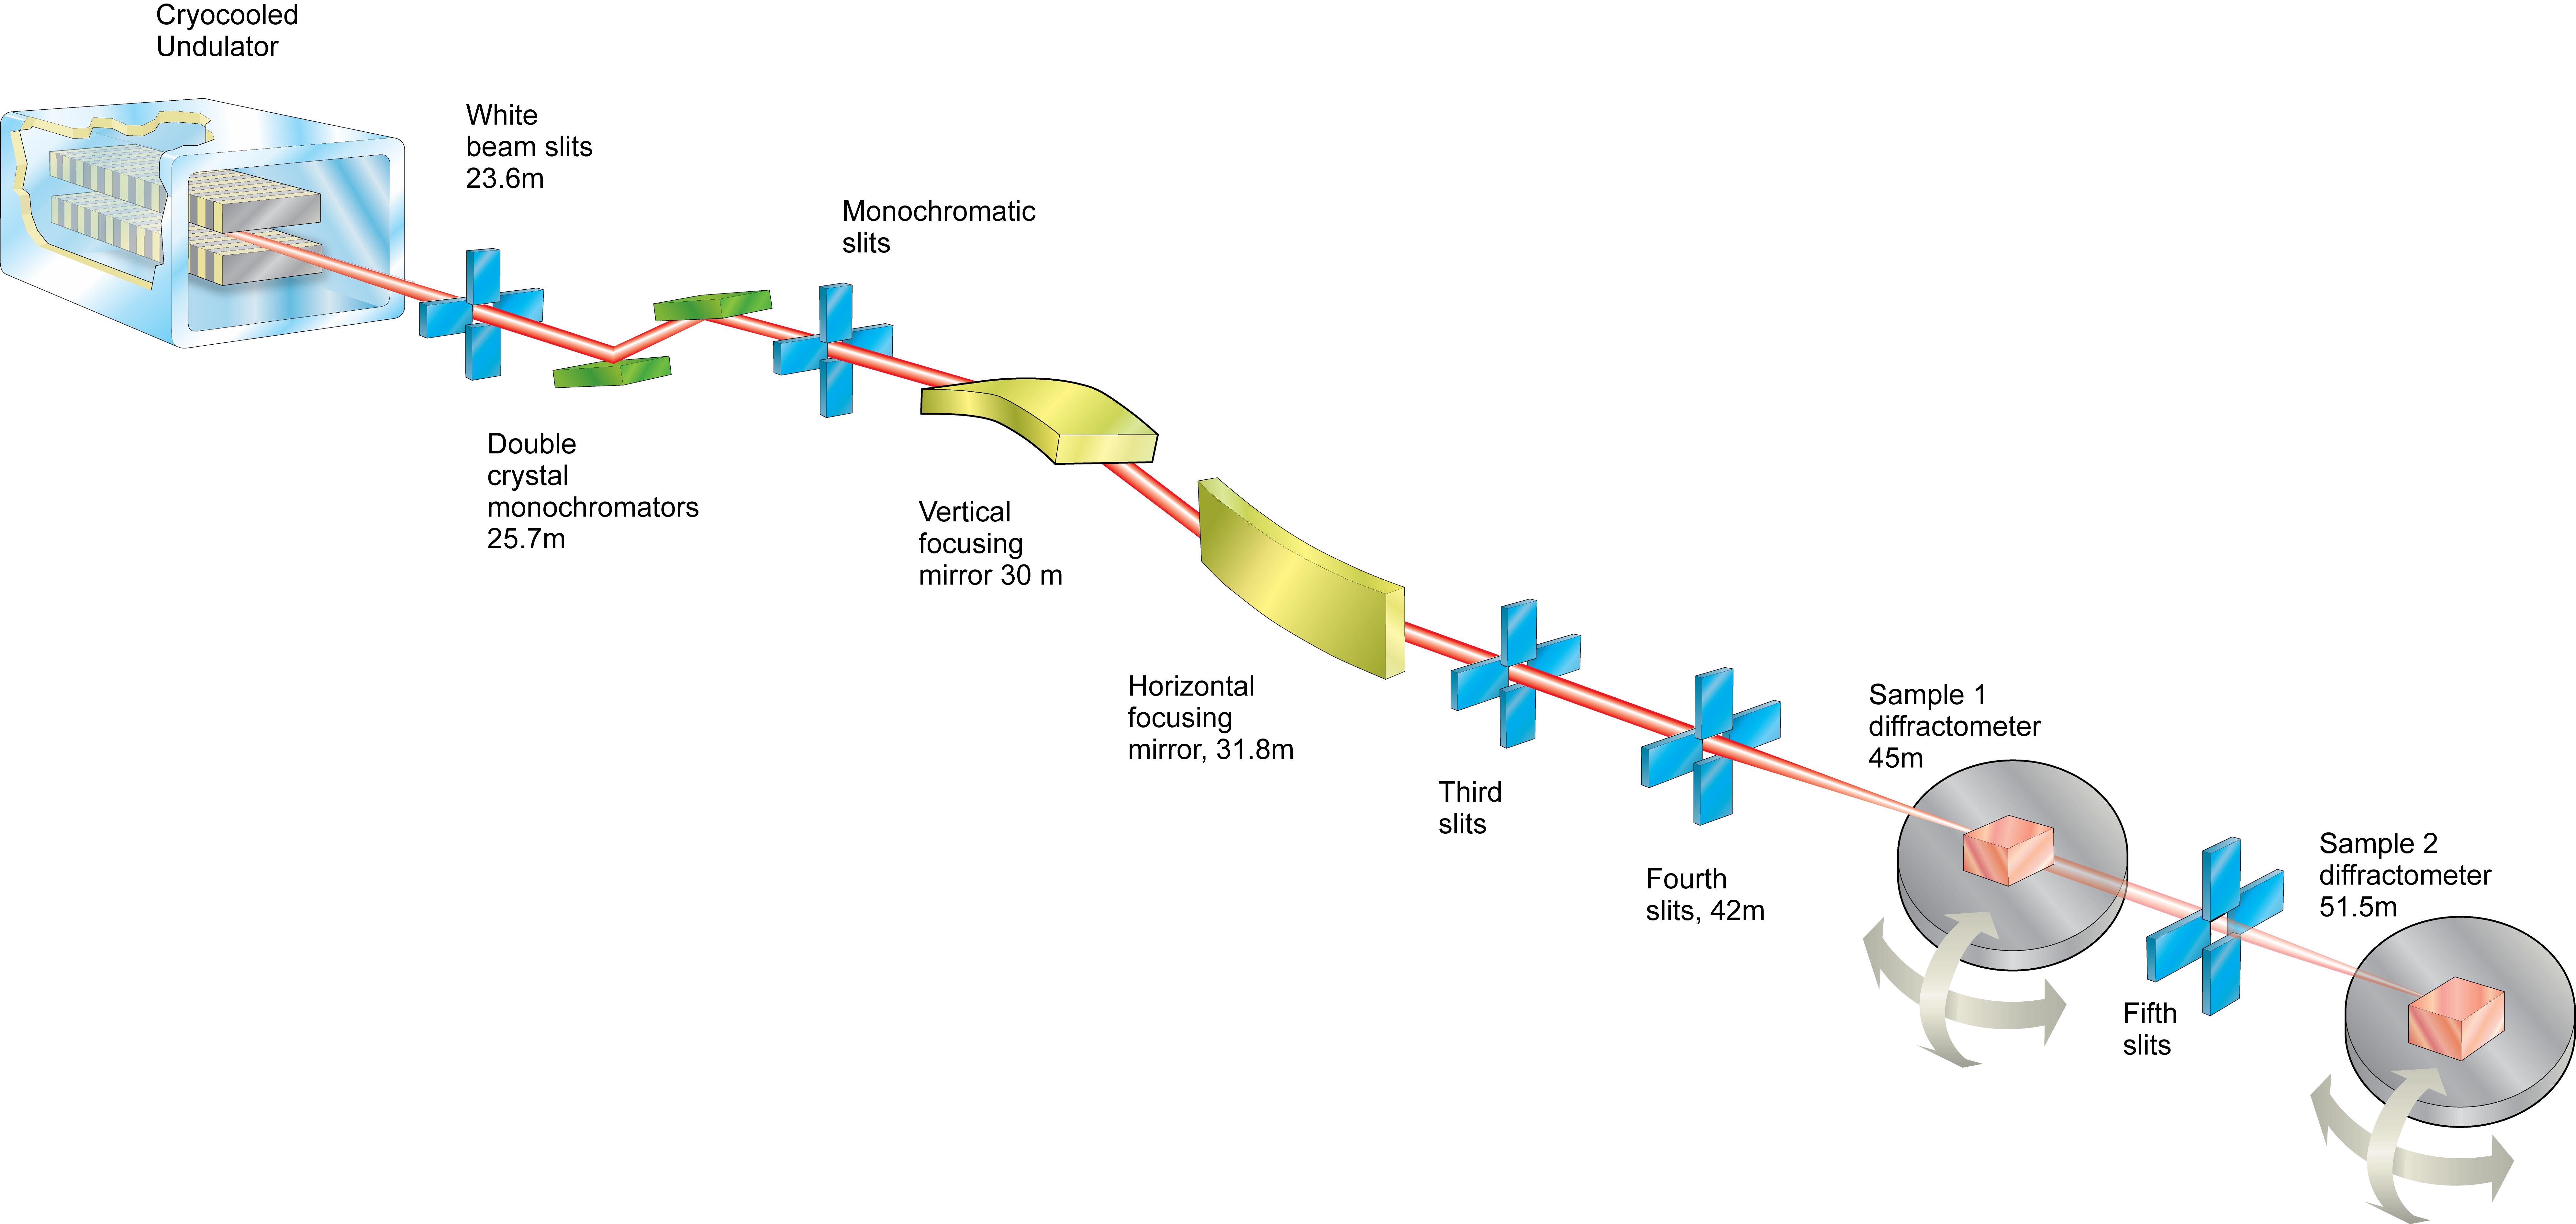 Cryocooled
Undulator
White
beam slits
23.6m
Monochromatic
slits
Double
crystal
monochromators
25.7m
Vertical
focusing
mirror 30 m
Horizontal
focusing
mirror, 31.8m
Third
slits
Fourth
slits, 42m
Sample 1
diffractometer
45m
Fifth
slits
Sample 2
diffractometer
51.5m